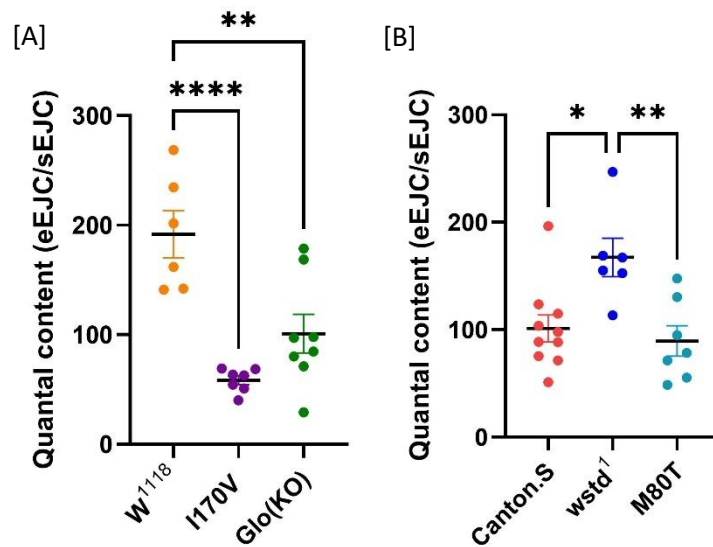 [A]
**
****
Quantal content (eEJC/sEJC)
300
200
100
0
W¹¹¹⁸
I170V
Glo(KO)
[B]
*
**
Quantal content (eEJC/sEJC)
300
200
100
0
Canton.S
wstd¹
M80T